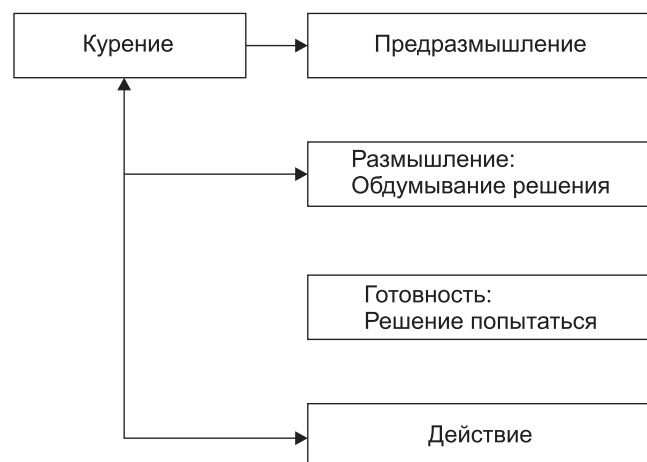 Курение
Предразмышление
Размышление:
Обдумывание решения
Готовность:
Решение попытаться
Действие